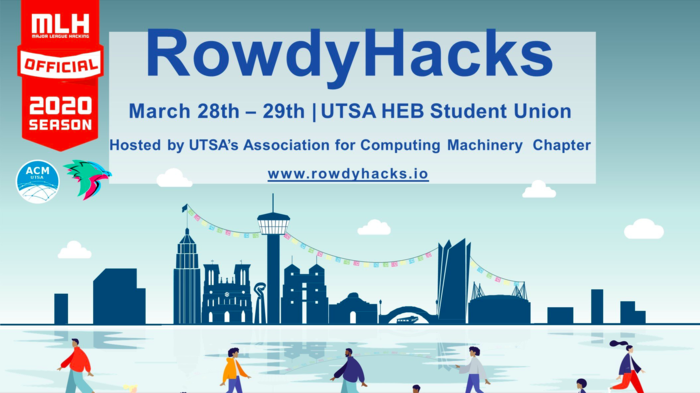 MLH
MAJOR LEAGUE HACKING
OFFICIAL
2020
SEASON
RowdyHacks
March 28th – 29th | UTSA HEB Student Union
Hosted by UTSA's Association for Computing Machinery Chapter
www.rowdyhacks.io
ACM
UTSA